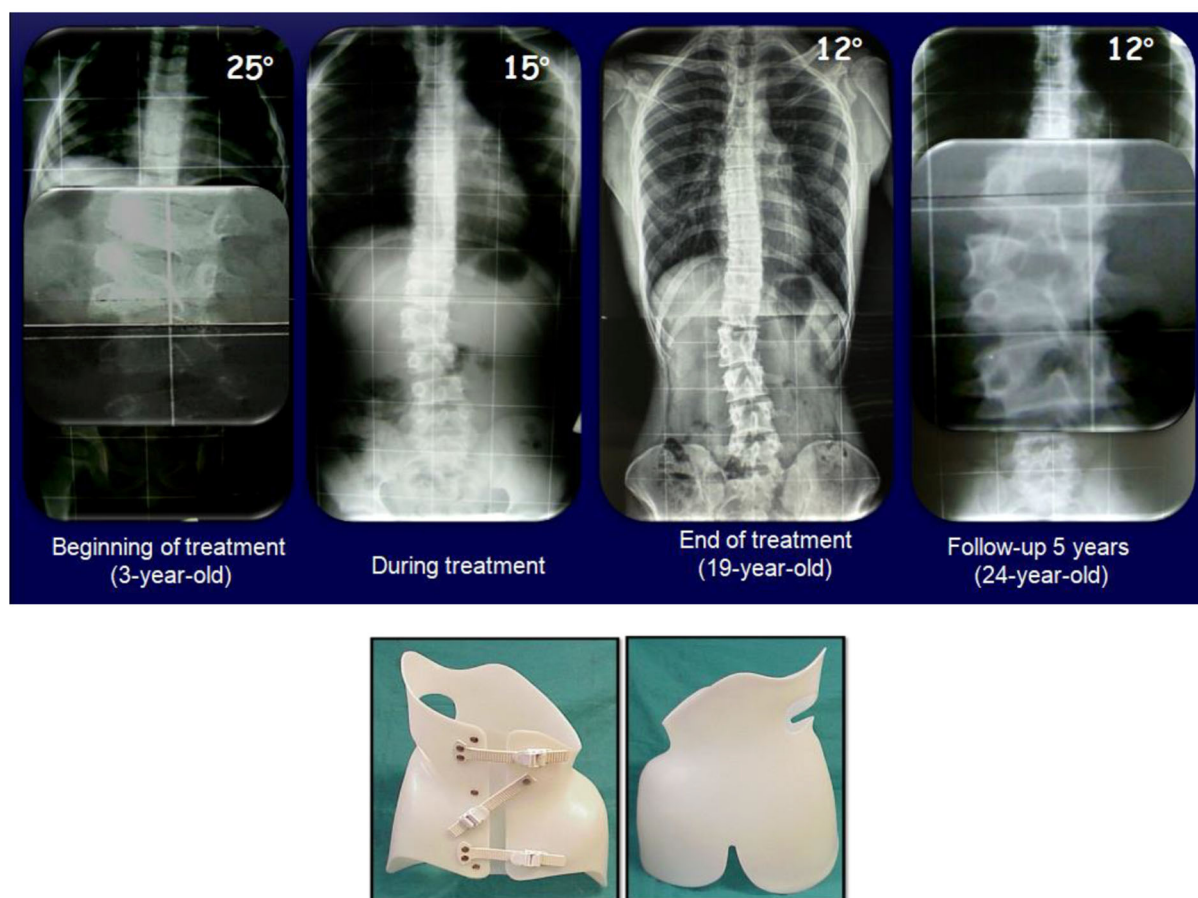 25°
15°
12°
12°
Beginning of treatment
(3-year-old)
During treatment
End of treatment
(19-year-old)
Follow-up 5 years
(24-year-old)